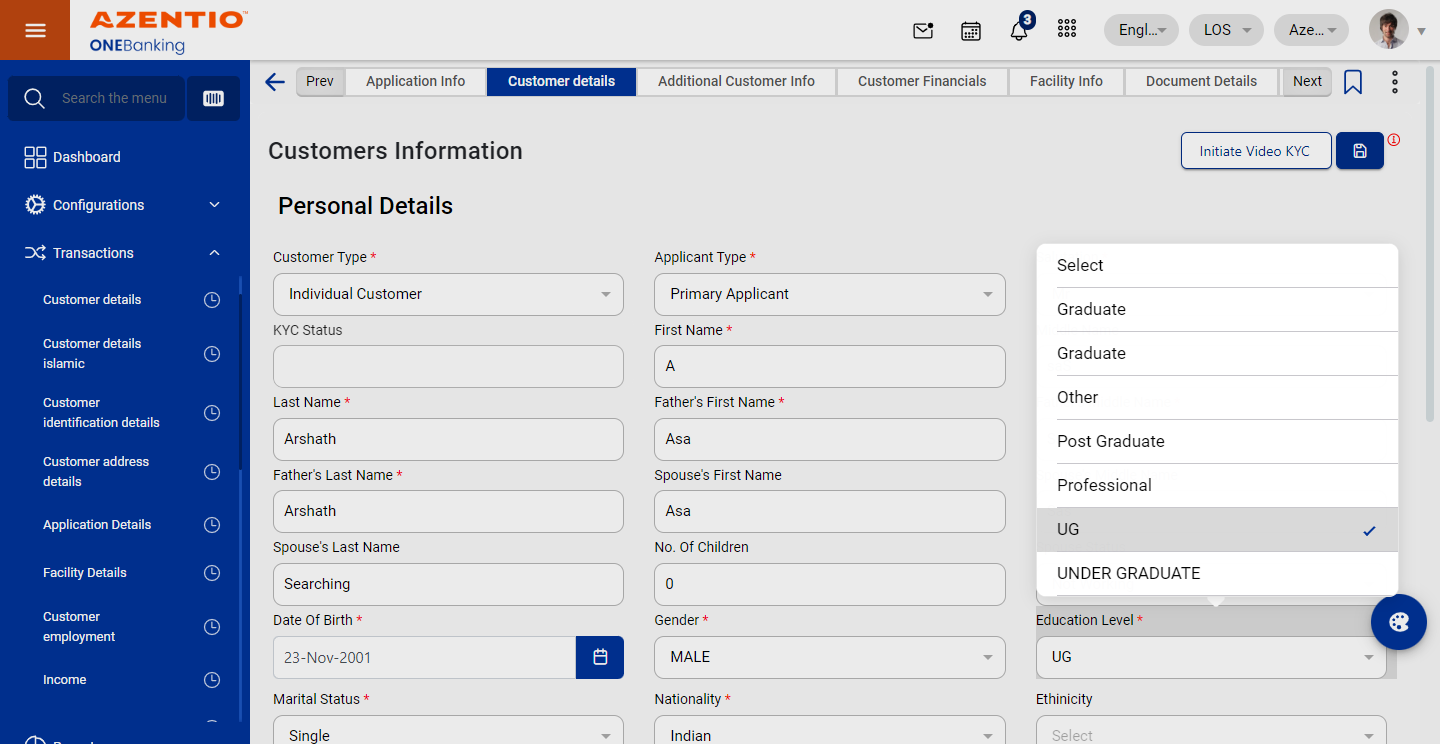 AZENTIO™
ONEBanking
3
Engl...
LOS
Aze...
Search the menu
Prev
Application Info
Customer details
Additional Customer Info
Customer Financials
Facility Info
Document Details
Next
Dashboard
Configurations
Transactions
Customer details
Customer details
islamic
Customer
identification details
Customer address
details
Application Details
Facility Details
Customer
employment
Income
Customers Information
Initiate Video KYC
Personal Details
Customer Type *
Individual Customer
Applicant Type *
Primary Applicant
KYC Status
First Name *
A
Last Name *
Arshath
Father's First Name *
Asa
Father's Last Name *
Arshath
Spouse's First Name
Asa
Spouse's Last Name
Searching
No. Of Children
0
Date Of Birth *
23-Nov-2001
Gender *
MALE
Select
Graduate
Graduate
Other
Post Graduate
Professional
UG
UNDER GRADUATE
Education Level *
UG
Marital Status *
Single
Nationality *
Indian
Ethinicity
Select